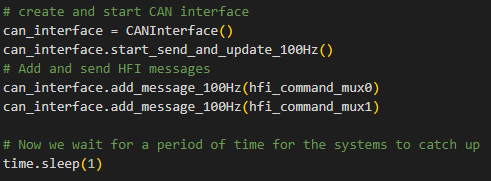 # create and start CAN interface
can_interface = CANInterface()
can_interface.start_send_and_update_100Hz()
# Add and send HFI messages
can_interface.add_message_100Hz(hfi_command_mux0)
can_interface.add_message_100Hz(hfi_command_mux1)

# Now we wait for a period of time for the systems to catch up
time.sleep(1)